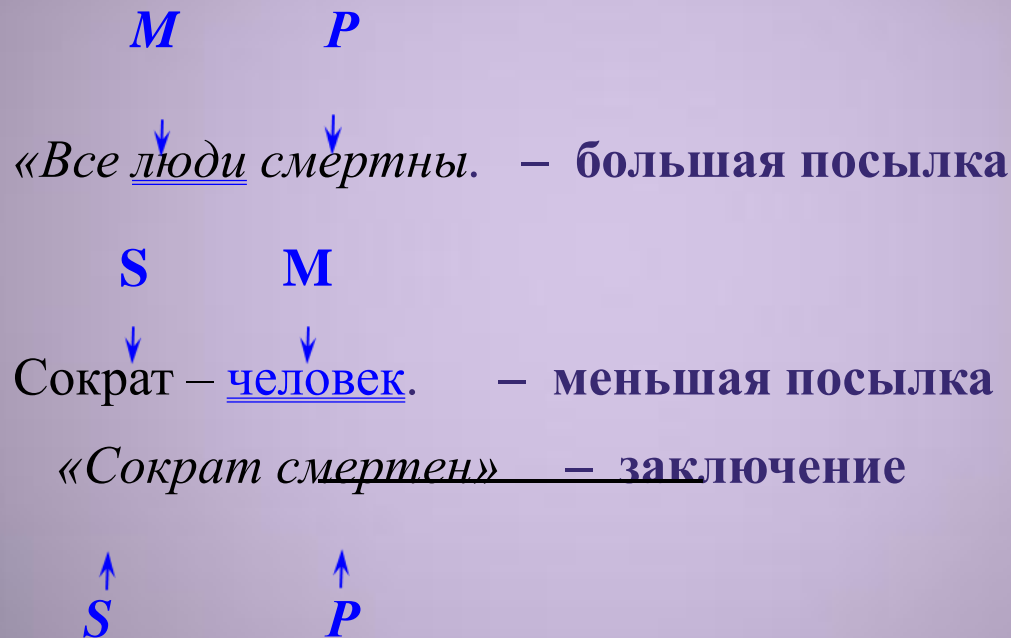 M P
«Все люди смертны. – большая посылка
S M
Сократ – человек. – меньшая посылка
«Сократ смертен» – заключение
S P